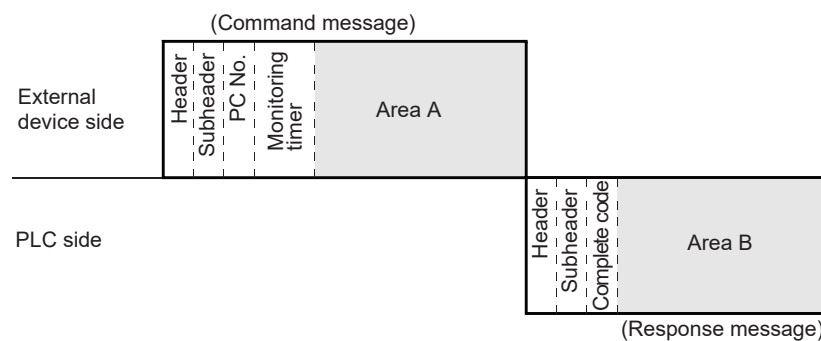 (Command message)
External
device side
Header
Subheader
PC No.
Monitoring
timer
Area A
PLC side
Header
Subheader
Complete code
Area B
(Response message)